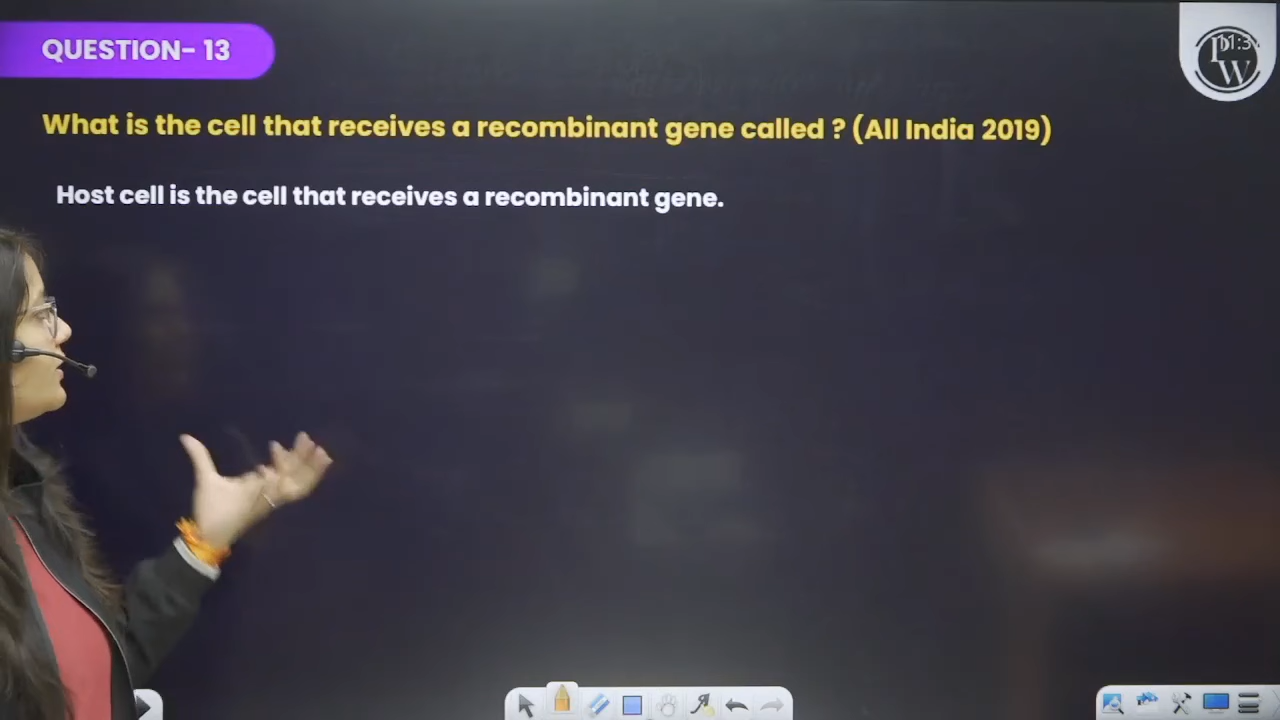 QUESTION- 13
What is the cell that receives a recombinant gene called ? (All India 2019)
Host cell is the cell that receives a recombinant gene.